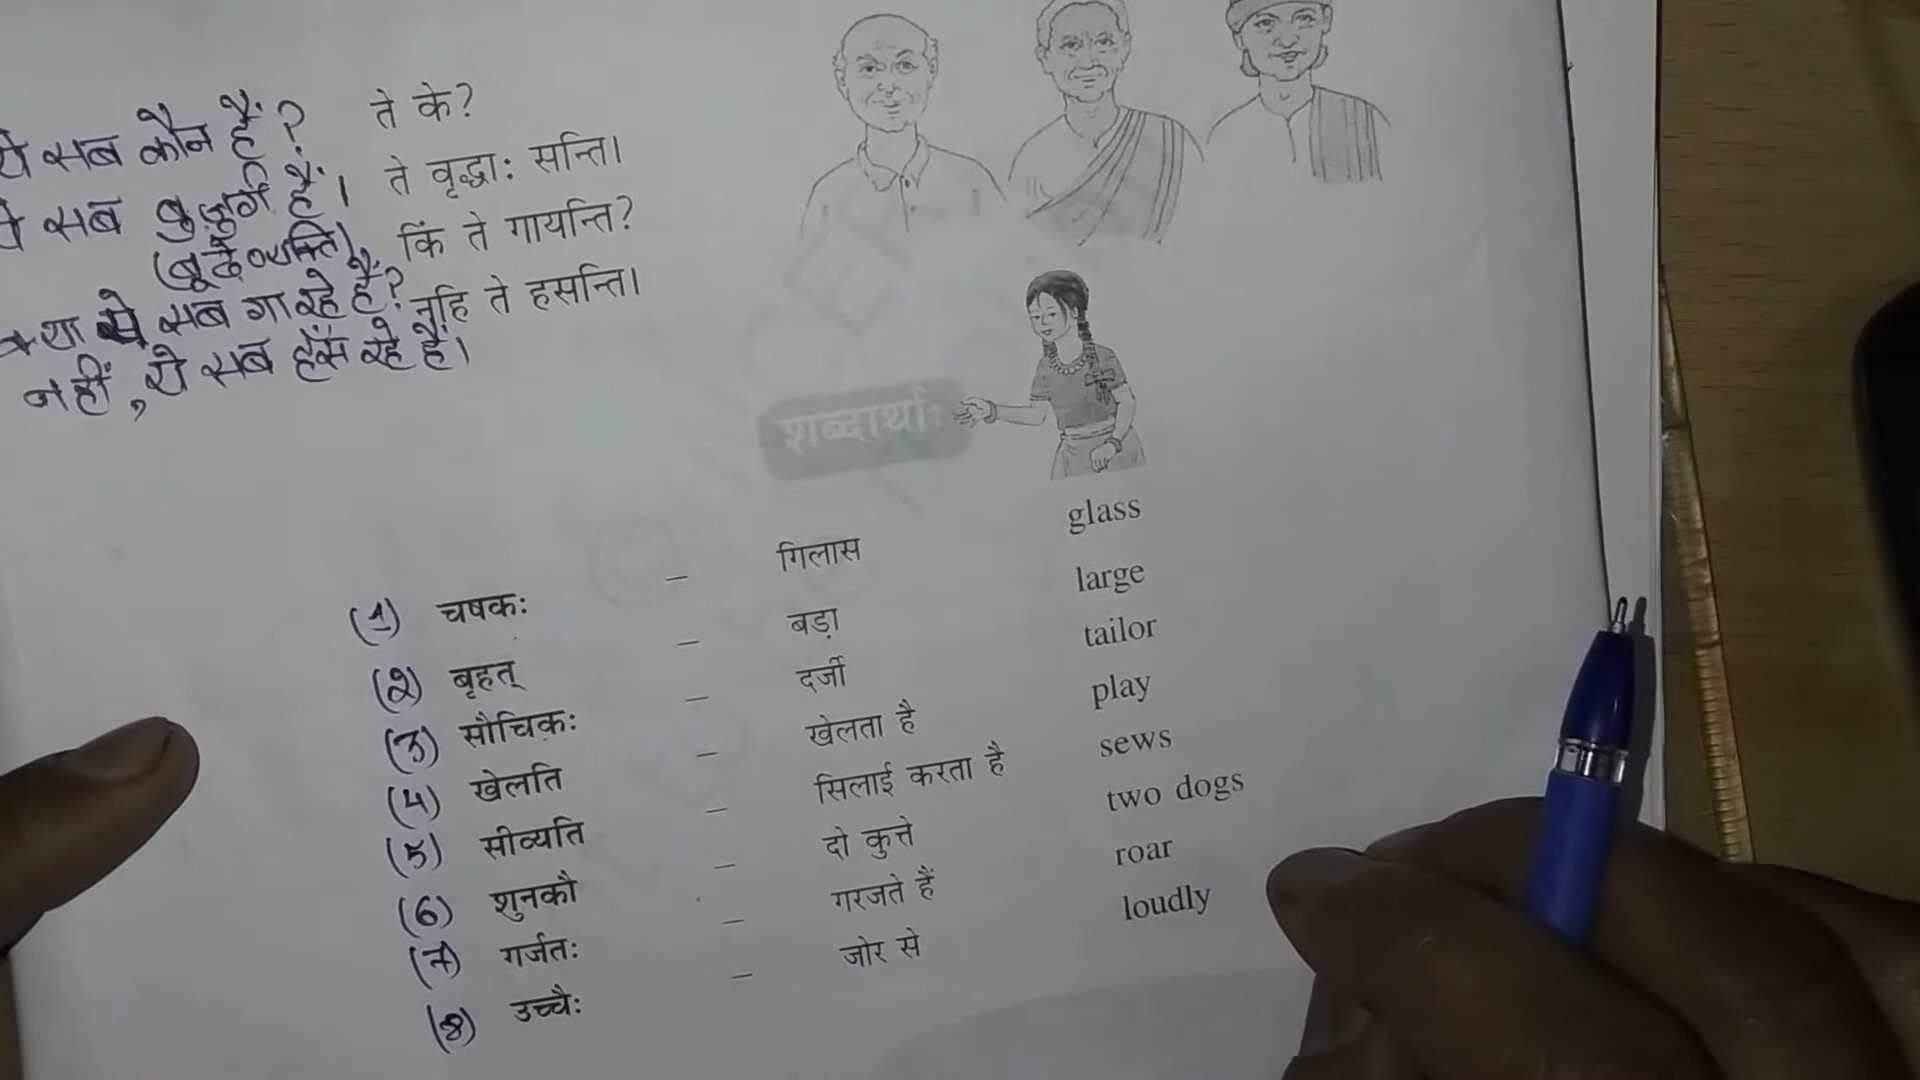 ये सब कौन हैं? ते के?
ये सब बुजुर्ग हैं। ते वृद्धाः सन्ति।
(बूढ़े व्यक्ति)
किं ते गायन्ति?
क्या ये सब गा रहे हैं? नहि ते हसन्ति।
नहीं, ये सब हँस रहे हैं।
शब्दार्थाः
(1) चषकः – गिलास glass
(2) बृहत् – बड़ा large
(3) सौचिकः – दर्जी tailor
(4) खेलति – खेलता है play
(5) सीव्यति – सिलाई करता है sews
(6) शुनकौ – दो कुत्ते two dogs
(7) गर्जतः – गरजते हैं roar
(8) उच्चैः – जोर से loudly